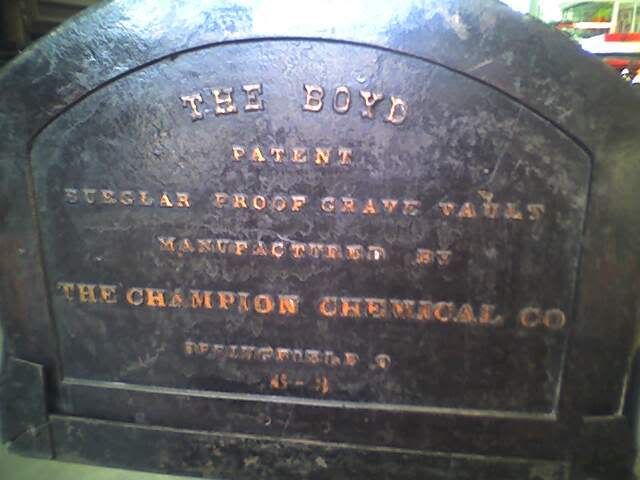 THE BOYD
PATENT
BURGLAR PROOF GRAVE VAULT
MANUFACTURED BY
THE CHAMPION CHEMICAL CO
SPRINGFIELD O